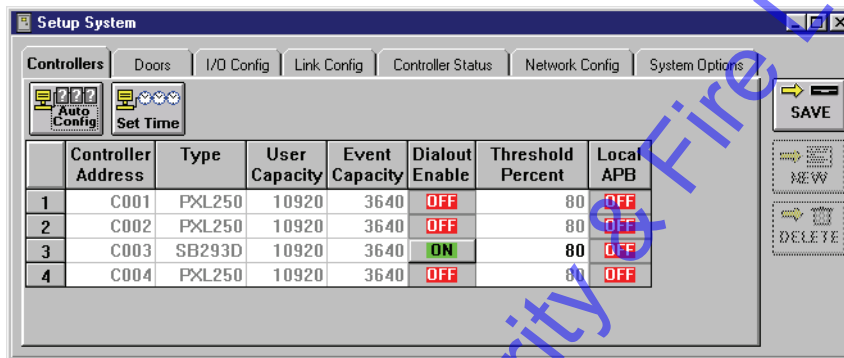 Setup System
Controllers Doors I/O Config Link Config Controller Status Network Config System Options
???
Auto Config
Set Time
SAVE
NEW
DELETE
Controller Address Type User Capacity Event Capacity Dialout Enable Threshold Percent Local APB
1 C001 PXL250 10920 3640 OFF 80 OFF
2 C002 PXL250 10920 3640 OFF 80 OFF
3 C003 SB293D 10920 3640 ON 80 OFF
4 C004 PXL250 10920 3640 OFF 80 OFF
rity & Fire L